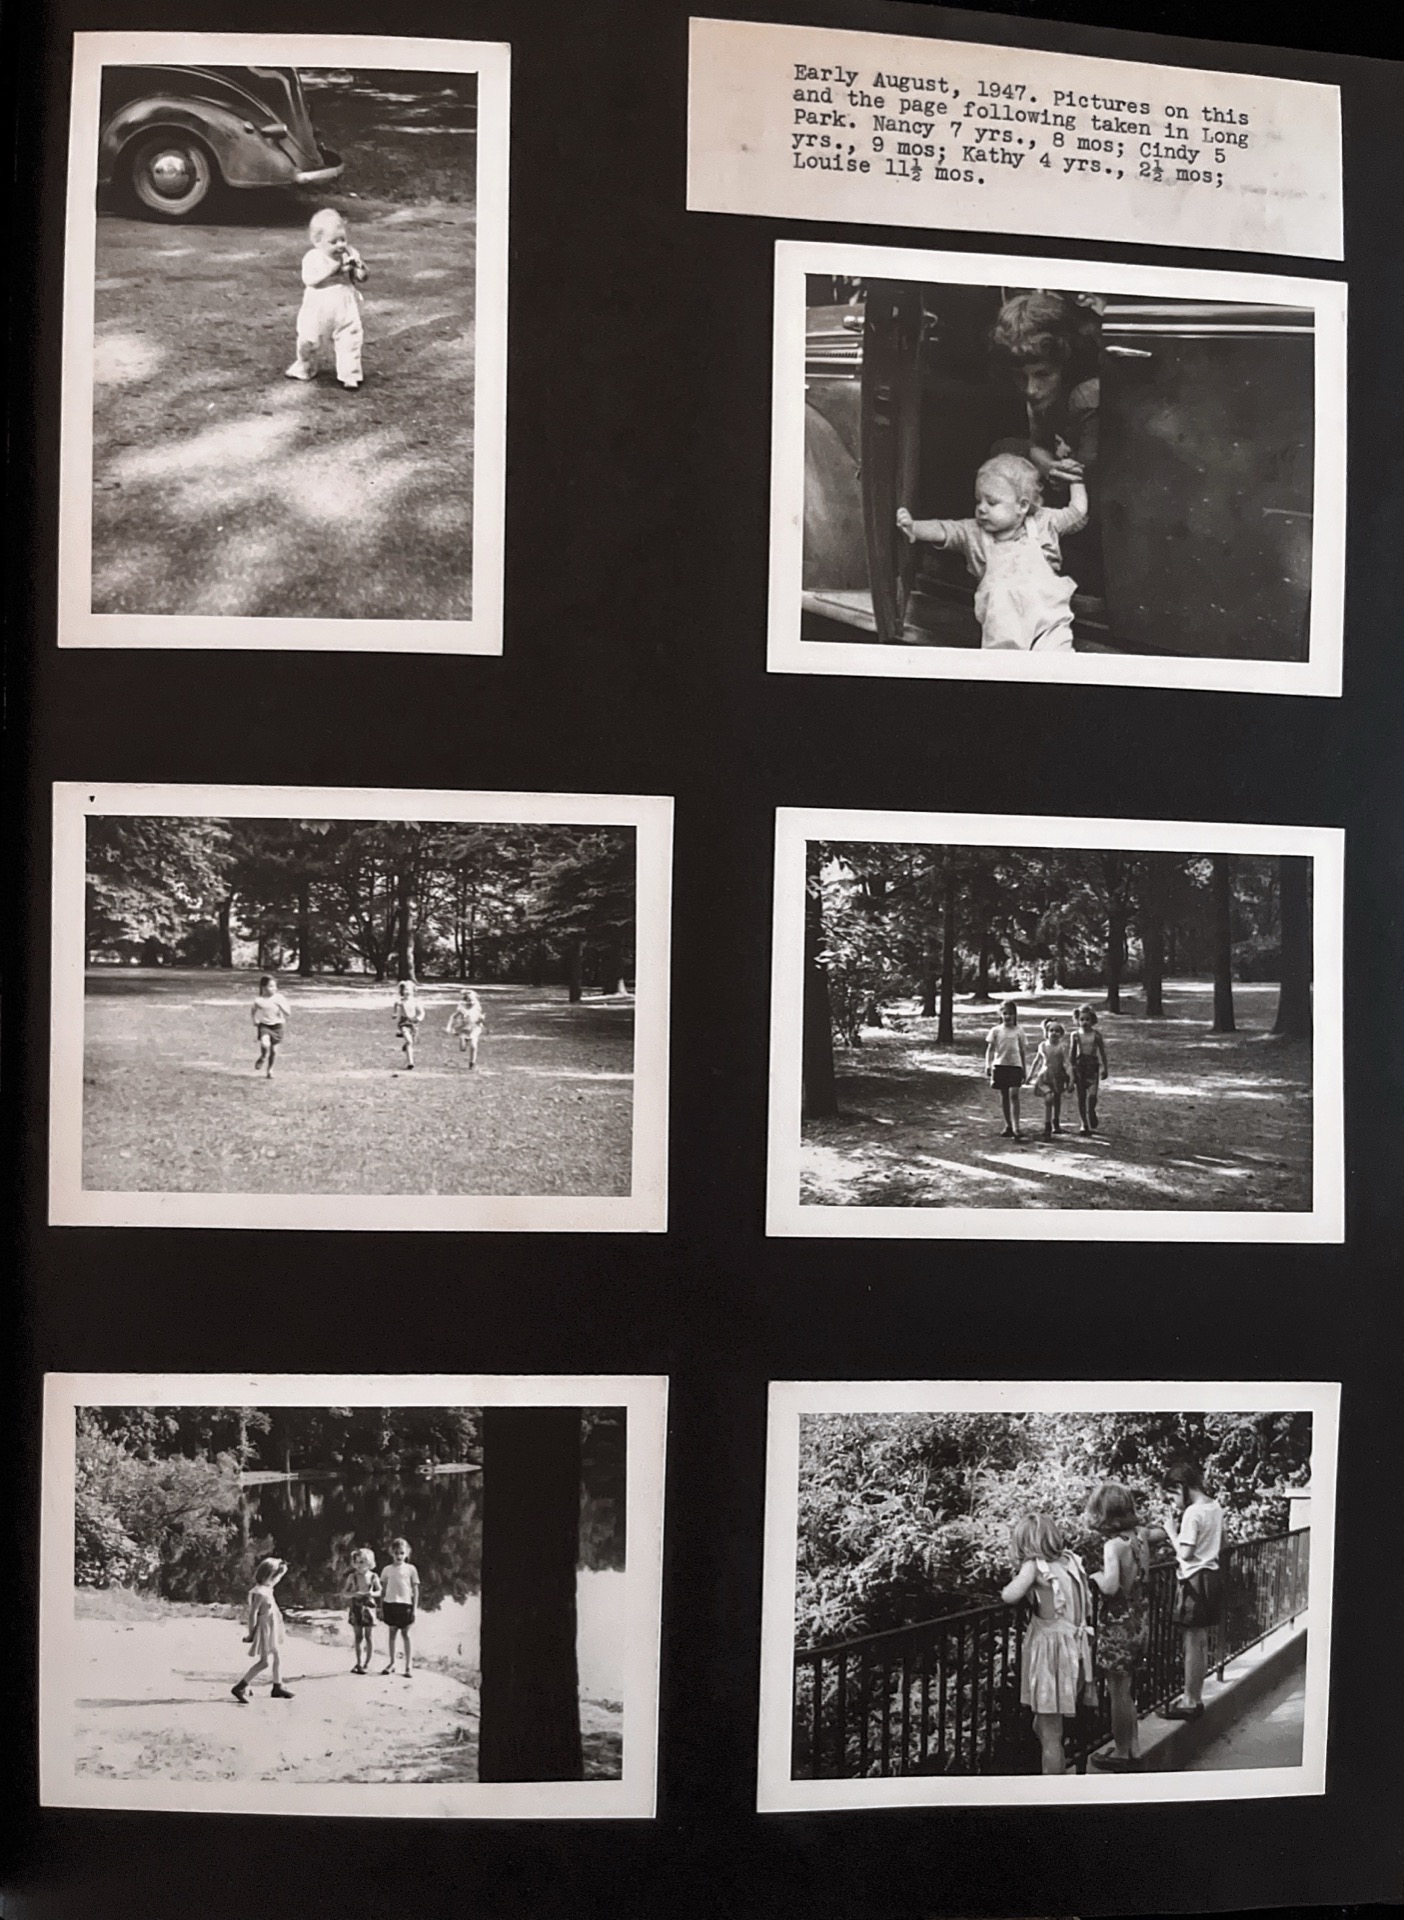 Early August, 1947. Pictures on this
and the page following taken in Long
Park. Nancy 7 yrs., 8 mos; Cindy 5
yrs., 9 mos; Kathy 4 yrs., 2½ mos;
Louise 11½ mos.